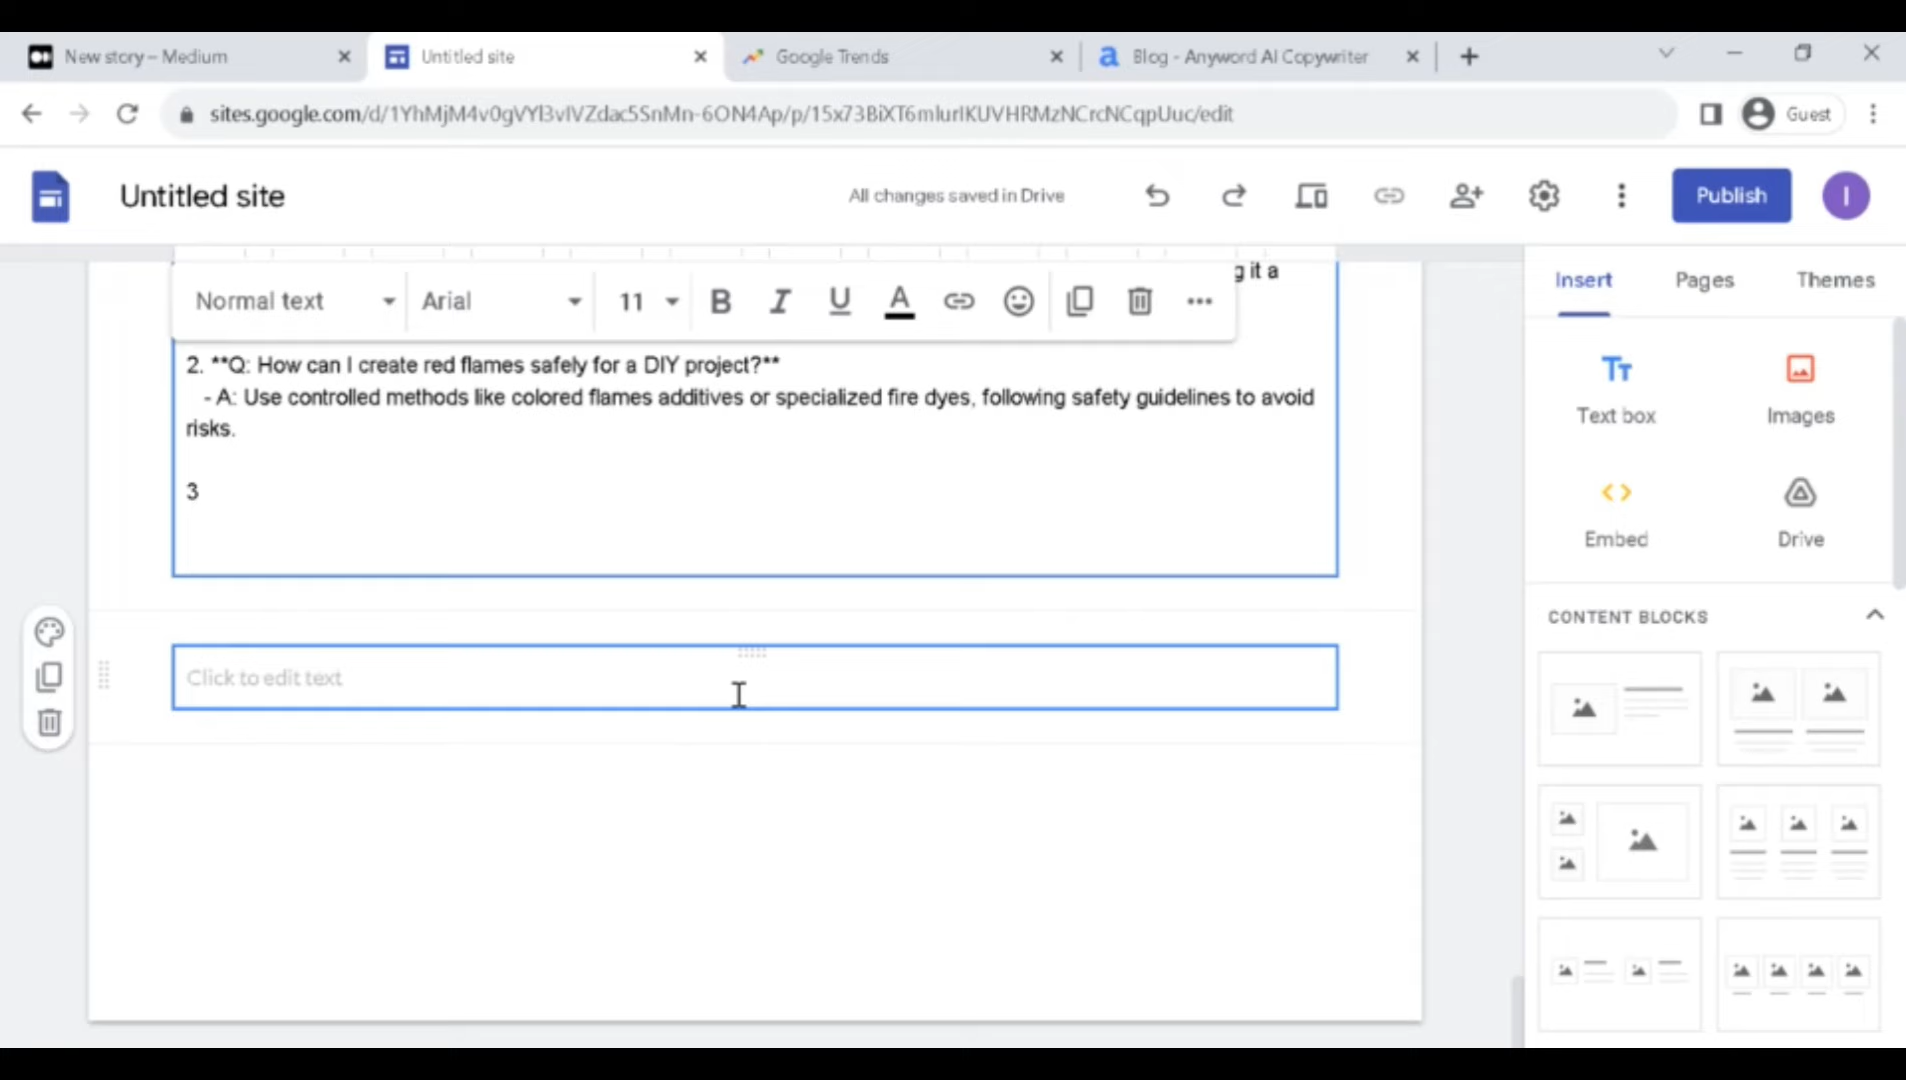 New story – Medium
Untitled site
Google Trends
Blog - Anyword AI Copywriter
sites.google.com/d/1YhMjM4v0gVYl3vIVZdac5SnMn-6ON4Ap/p/15x73BiXT6mlurIKUVHRMzNCrcNCqpUuc/edit
Guest
Untitled site
All changes saved in Drive
Publish
I
g it a
Normal text
Arial
11
Insert
Pages
Themes
2. **Q: How can I create red flames safely for a DIY project?**
- A: Use controlled methods like colored flames additives or specialized fire dyes, following safety guidelines to avoid
risks.
3
Click to edit text
Text box
Images
Embed
Drive
CONTENT BLOCKS